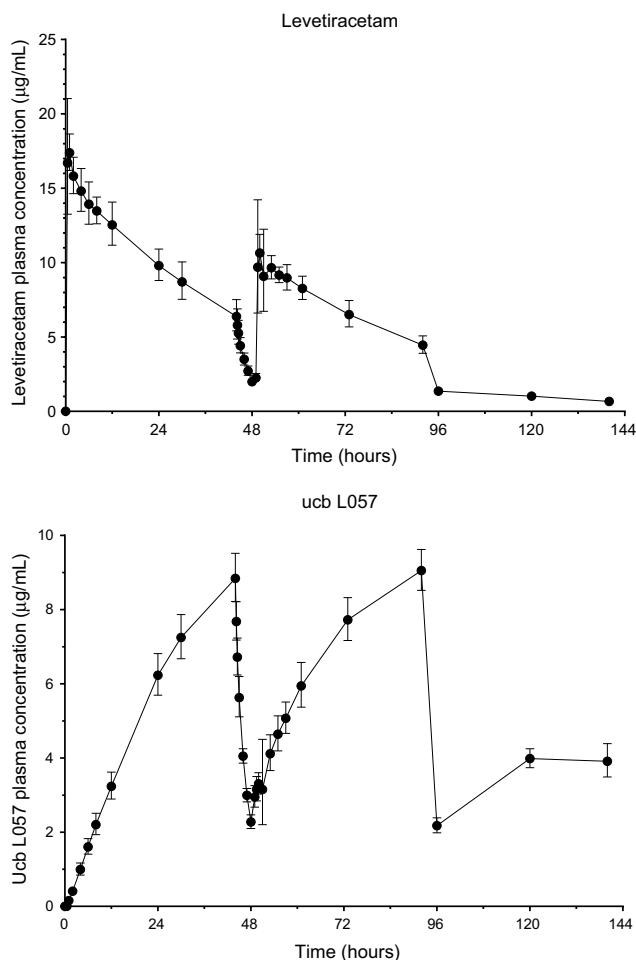 Levetiracetam
Levetiracetam plasma concentration (µg/mL)
25
20
15
10
5
0
0 24 48 72 96 120 144
Time (hours)
ucb L057
Ucb L057 plasma concentration (µg/mL)
10
8
6
4
2
0
0 24 48 72 96 120 144
Time (hours)